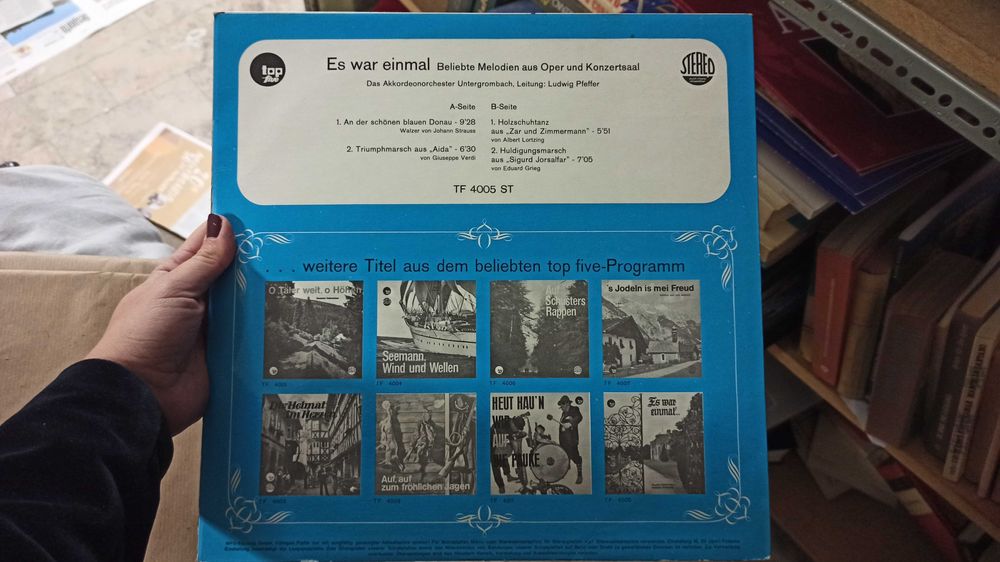 top
five
Es war einmal Beliebte Melodien aus Oper und Konzertsaal
STEREO
Das Akkordeonorchester Untergrombach, Leitung: Ludwig Pfeffer
A-Seite
1. An der schönen blauen Donau - 9'28
Walzer von Johann Strauss
2. Triumphmarsch aus „Aida" - 6'30
von Giuseppe Verdi
B-Seite
1. Holzschuhtanz
aus „Zar und Zimmermann" - 5'51
von Albert Lortzing
2. Huldigungsmarsch
aus „Sigurd Jorsalfar" - 7'05
von Eduard Grieg
TF 4005 ST
. . . weitere Titel aus dem beliebten top five-Programm
O Täler weit, o Höhen
Seemann,
Wind und Wellen
Auf
Schusters
Rappen
's Jodeln is mei Freud
TF 4004
TF 4006
Die Heimat
im Herzen
Auf, auf
zum fröhlichen Jagen
HEUT HAU'N
WIR
AUF
DIE PAUKE
Es war
einmal...